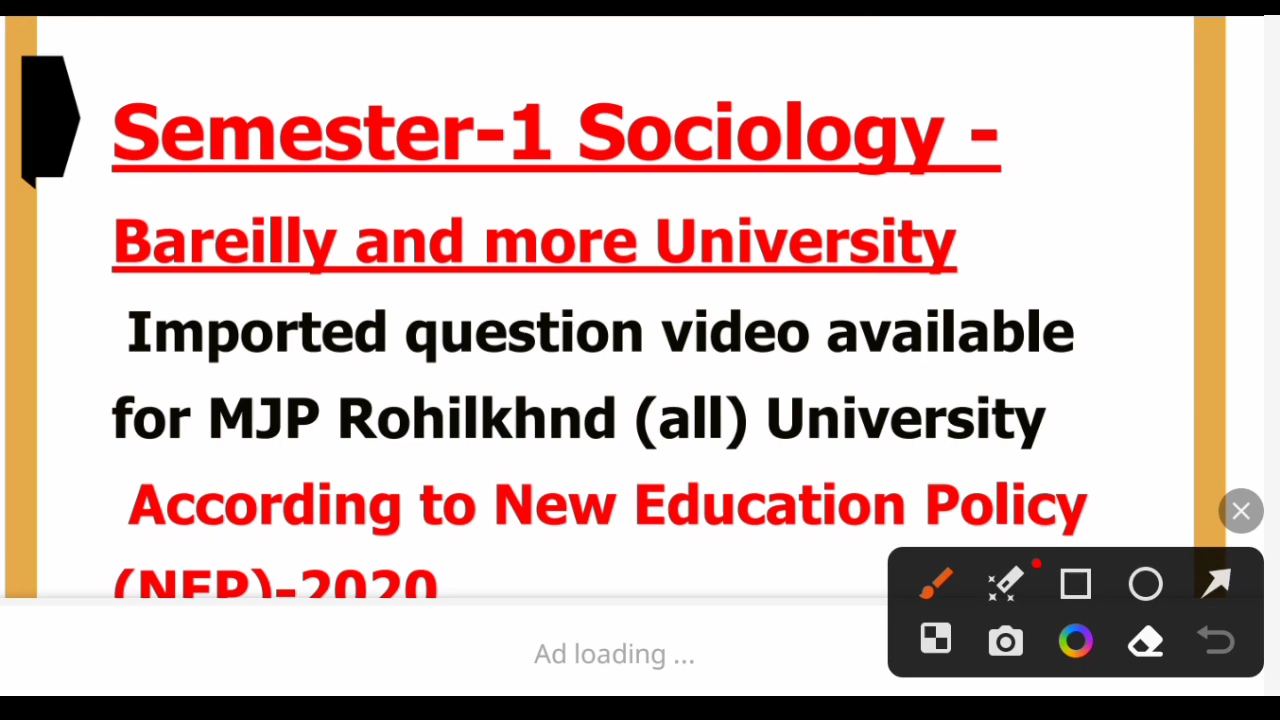 Semester-1 Sociology -
Bareilly and more University
Imported question video available
for MJP Rohilkhnd (all) University
According to New Education Policy
(NEP)-2020
Ad loading ...